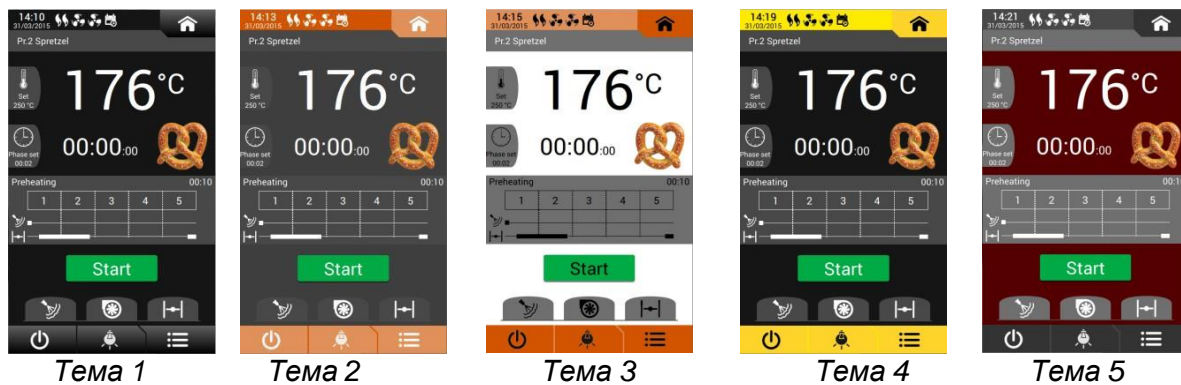 14:10
31/03/2015
Pr.2 Spretzel
176°C
Set
250 °C
00:00:00
Phase set
00:02
Preheating 00:10
1 2 3 4 5
Start
Тема 1
14:13
31/03/2015
Pr.2 Spretzel
176°C
Set
250 °C
00:00:00
Phase set
00:02
Preheating 00:10
1 2 3 4 5
Start
Тема 2
14:15
31/03/2015
Pr.2 Spretzel
176°C
Set
250 °C
00:00:00
Phase set
00:02
Preheating 00:10
1 2 3 4 5
Start
Тема 3
14:19
31/03/2015
Pr.2 Spretzel
176°C
Set
250 °C
00:00:00
Phase set
00:02
Preheating 00:10
1 2 3 4 5
Start
Тема 4
14:21
31/03/2015
Pr.2 Spretzel
176°C
Set
250 °C
00:00:00
Phase set
00:02
Preheating 00:1
1 2 3 4 5
Start
Тема 5